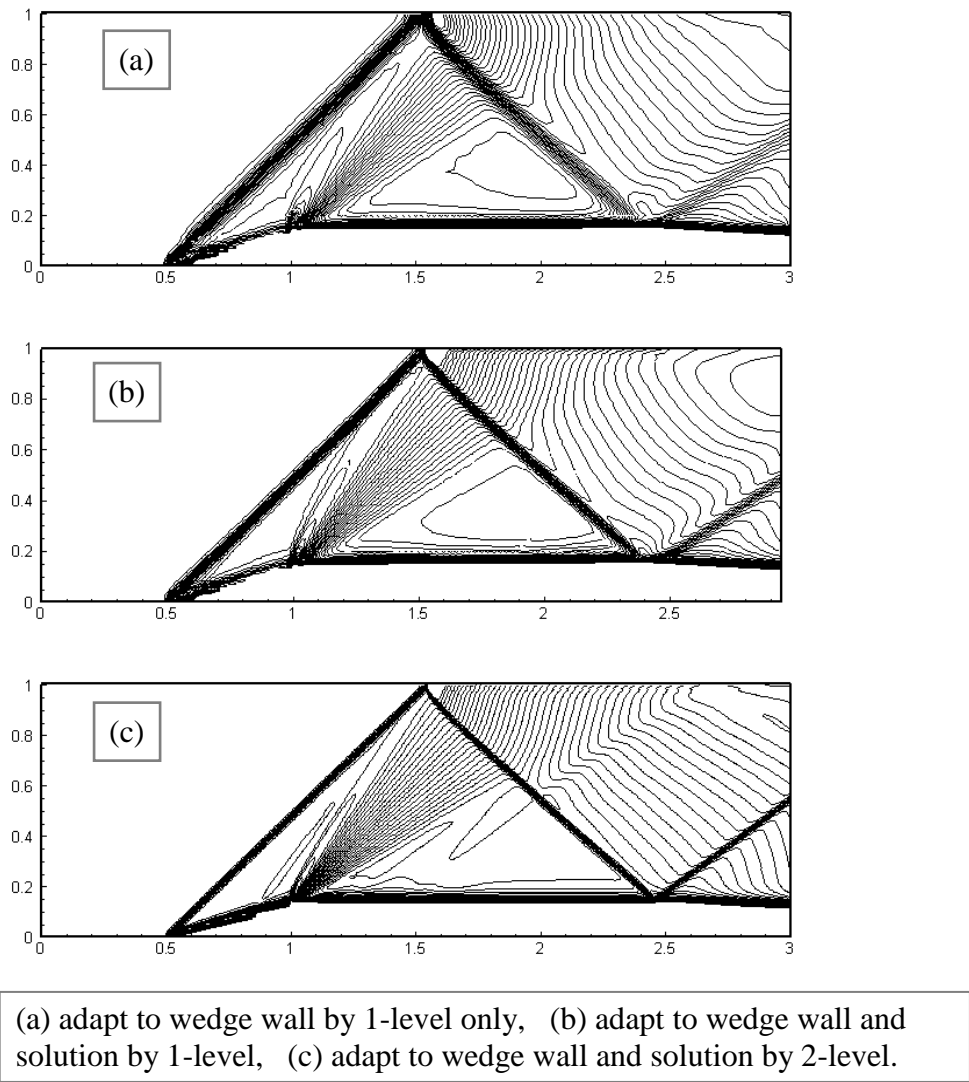 1
0.8
0.6
0.4
0.2
0
(a)
0 0.5 1 1.5 2 2.5 3
1
0.8
0.6
0.4
0.2
0
(b)
0 0.5 1 1.5 2 2.5
1
0.8
0.6
0.4
0.2
0
(c)
0 0.5 1 1.5 2 2.5 3
(a) adapt to wedge wall by 1-level only, (b) adapt to wedge wall and
solution by 1-level, (c) adapt to wedge wall and solution by 2-level.